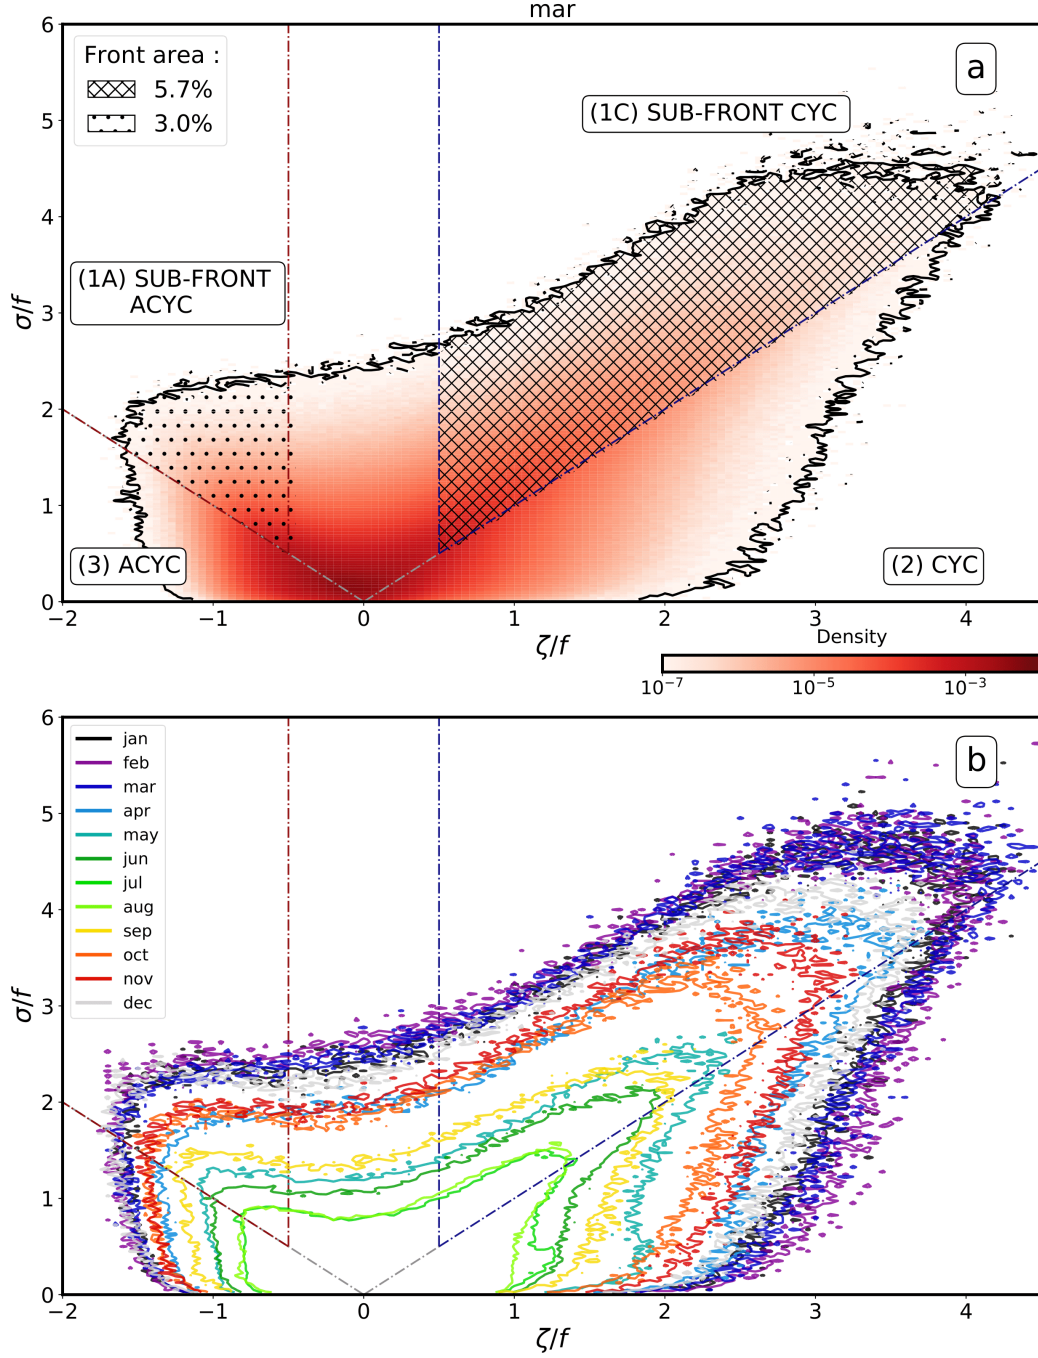 mar
6
5
4
3
2
1
0
σ/f
Front area :
5.7%
3.0%
a
(1C) SUB-FRONT CYC
(1A) SUB-FRONT
ACYC
(3) ACYC
(2) CYC
−2 −1 0 1 2 3 4
ζ/f
Density
10⁻⁷ 10⁻⁵ 10⁻³
6
5
4
3
2
1
0
σ/f
jan
feb
mar
apr
may
jun
jul
aug
sep
oct
nov
dec
b
−2 −1 0 1 2 3 4
ζ/f